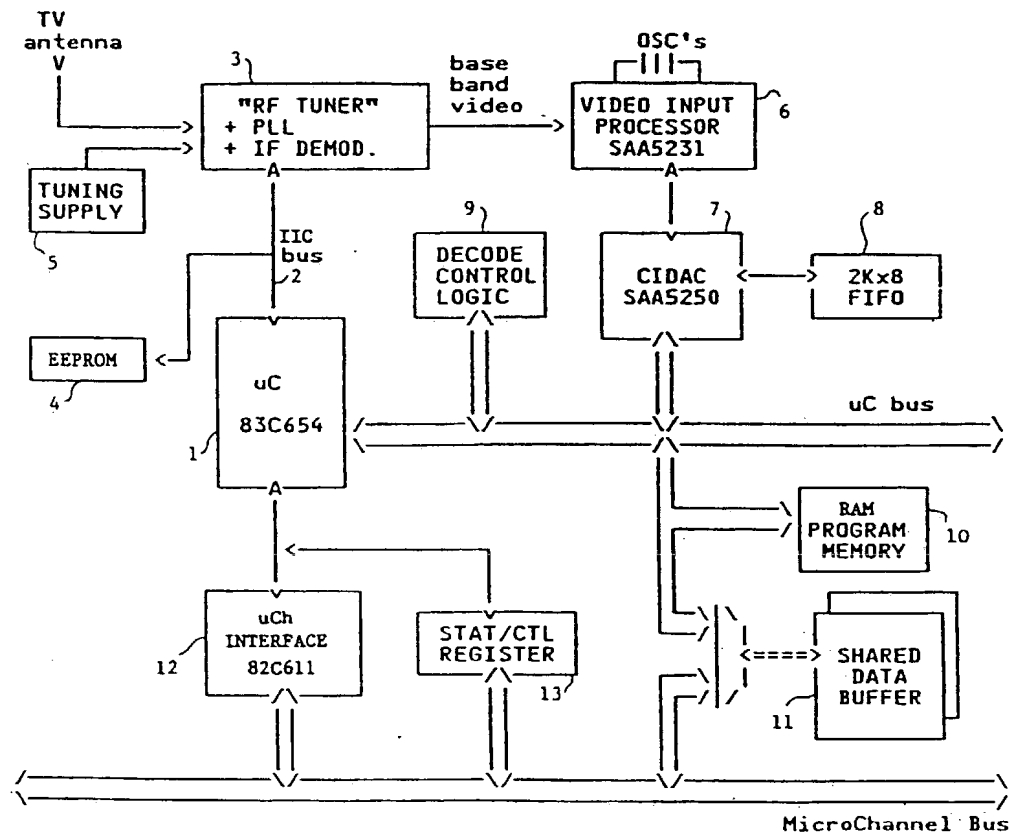 TV
antenna
V
3
"RF TUNER"
+ PLL
+ IF DEMOD.
A
base
band
video
OSC's
VIDEO INPUT
PROCESSOR
SAA5231
A
6
TUNING
SUPPLY
5
IIC
bus
2
9
DECODE
CONTROL
LOGIC
7
CIDAC
SAA5250
8
2Kx8
FIFO
EEPROM
4
uC
83C654
1
A
uC bus
RAM
PROGRAM
MEMORY
10
uCh
INTERFACE
82C611
12
STAT/CTL
REGISTER
13
SHARED
DATA
BUFFER
11
MicroChannel Bus